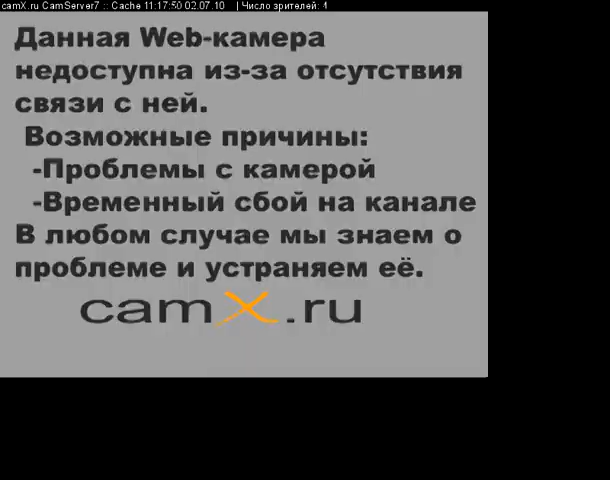 camX.ru CamServer7 :: Cache 11:17:50 02.07.10 | Число зрителей: 4
Данная Web-камера
недоступна из-за отсутствия
связи с ней.
Возможные причины:
-Проблемы с камерой
-Временный сбой на канале
В любом случае мы знаем о
проблеме и устраняем её.
camX.ru